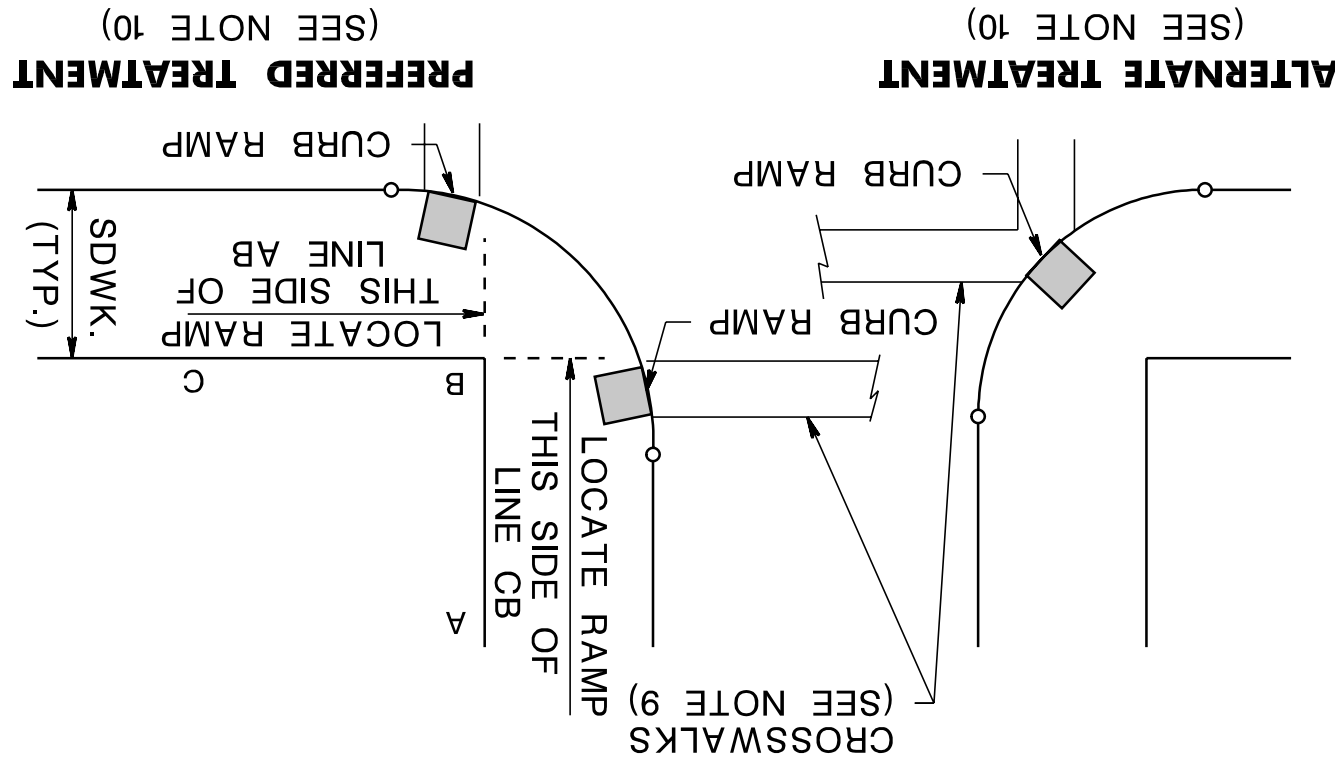 CROSSWALKS
(SEE NOTE 9)
LOCATE RAMP
THIS SIDE OF
LINE CB
A
B
C
CURB RAMP
LOCATE RAMP
THIS SIDE OF
LINE AB
SDWK.
(TYP.)
CURB RAMP
CURB RAMP
ALTERNATE TREATMENT
(SEE NOTE 10)
PREFERRED TREATMENT
(SEE NOTE 10)